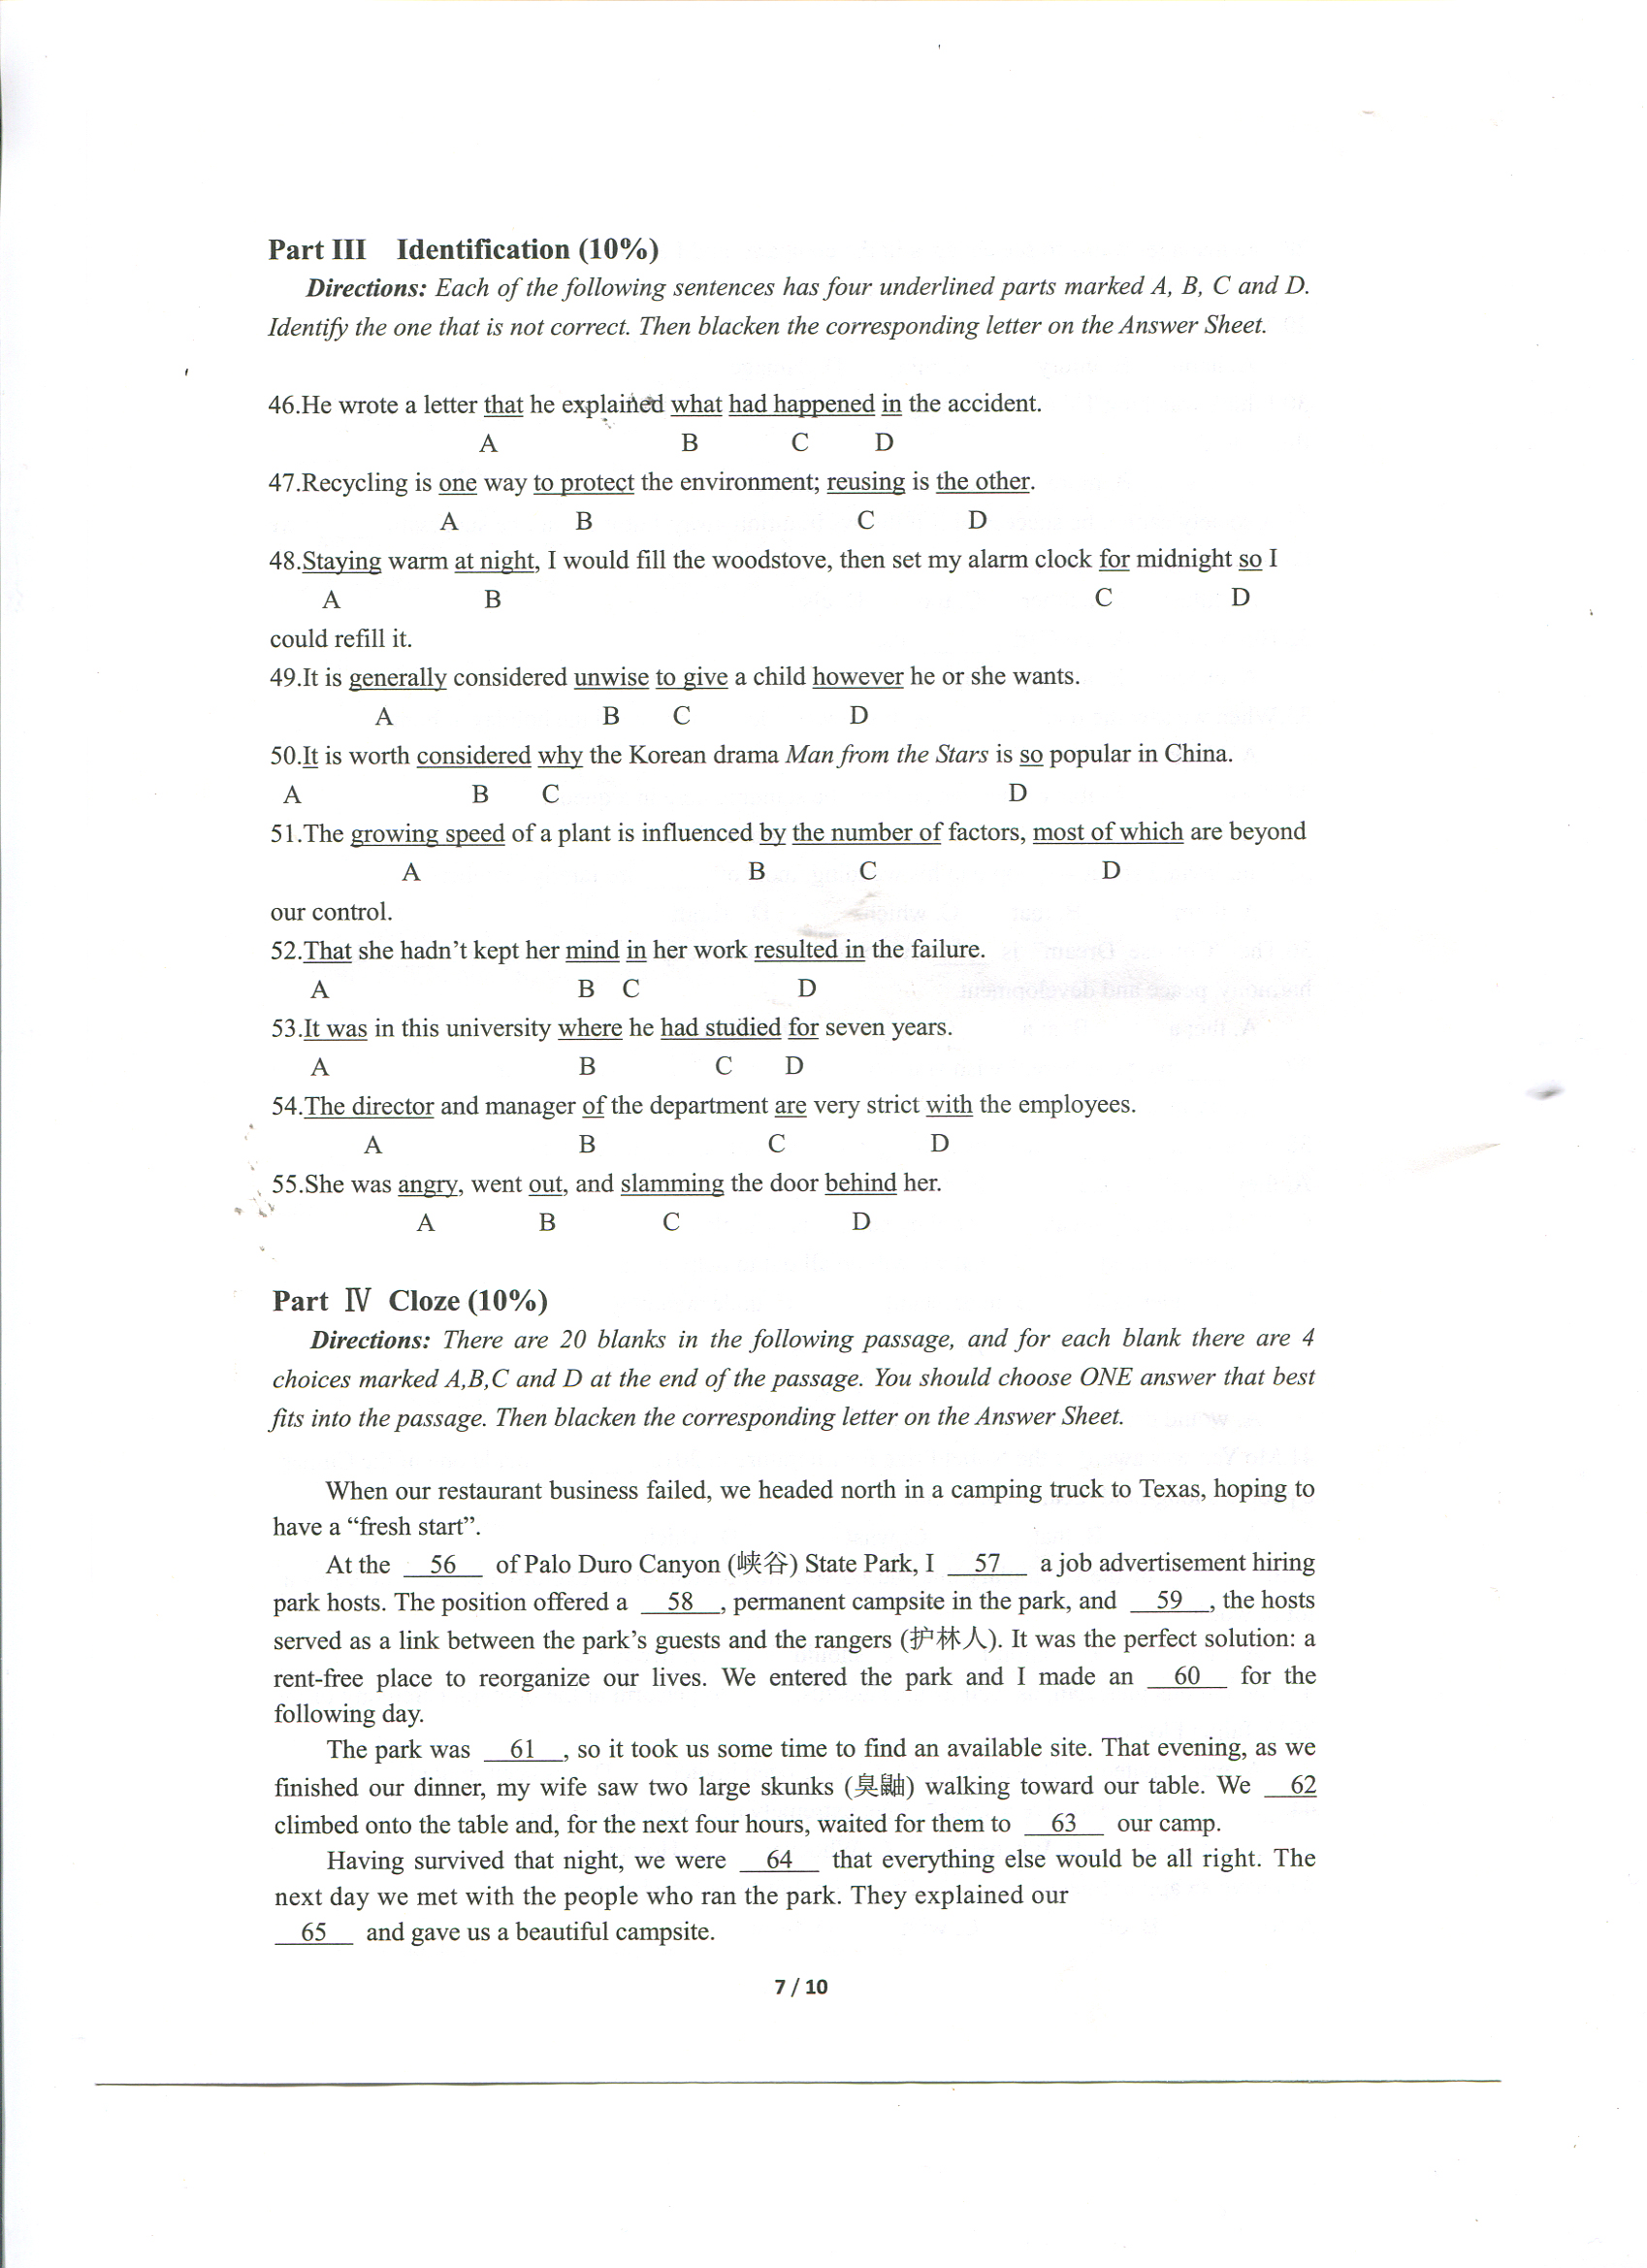 Part III Identification (10%)
Directions: Each of the following sentences has four underlined parts marked A, B, C and D.
Identify the one that is not correct. Then blacken the corresponding letter on the Answer Sheet.
46.He wrote a letter that he explained what had happened in the accident.
A B C D
47.Recycling is one way to protect the environment; reusing is the other.
A B C D
48.Staying warm at night, I would fill the woodstove, then set my alarm clock for midnight so I
A B C D
could refill it.
49.It is generally considered unwise to give a child however he or she wants.
A B C D
50.It is worth considered why the Korean drama Man from the Stars is so popular in China.
A B C D
51.The growing speed of a plant is influenced by the number of factors, most of which are beyond
A B C D
our control.
52.That she hadn't kept her mind in her work resulted in the failure.
A B C D
53.It was in this university where he had studied for seven years.
A B C D
54.The director and manager of the department are very strict with the employees.
A B C D
55.She was angry, went out, and slamming the door behind her.
A B C D
Part Ⅳ Cloze (10%)
Directions: There are 20 blanks in the following passage, and for each blank there are 4
choices marked A,B,C and D at the end of the passage. You should choose ONE answer that best
fits into the passage. Then blacken the corresponding letter on the Answer Sheet.
When our restaurant business failed, we headed north in a camping truck to Texas, hoping to
have a “fresh start”.
At the 56 of Palo Duro Canyon (峡谷) State Park, I 57 a job advertisement hiring
park hosts. The position offered a 58 , permanent campsite in the park, and 59 , the hosts
served as a link between the park's guests and the rangers (护林人). It was the perfect solution: a
rent-free place to reorganize our lives. We entered the park and I made an 60 for the
following day.
The park was 61 , so it took us some time to find an available site. That evening, as we
finished our dinner, my wife saw two large skunks (臭鼬) walking toward our table. We 62
climbed onto the table and, for the next four hours, waited for them to 63 our camp.
Having survived that night, we were 64 that everything else would be all right. The
next day we met with the people who ran the park. They explained our
65 and gave us a beautiful campsite.
7 / 10